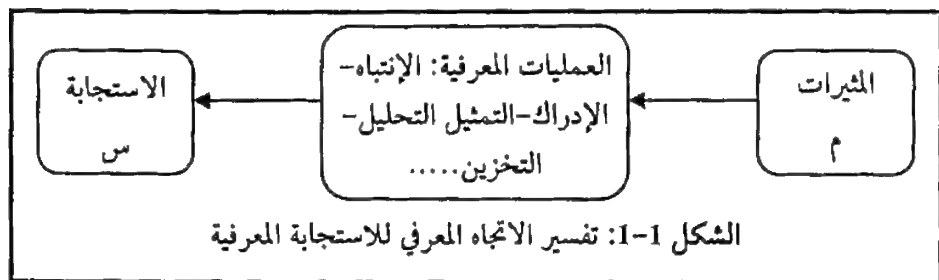 المثيرات
م
العمليات المعرفية: الإنتباه-
الإدراك-التمثيل التحليل-
التخزين.....
الاستجابة
س
الشكل 1-1: تفسير الاتجاه المعرفي للاستجابة المعرفية